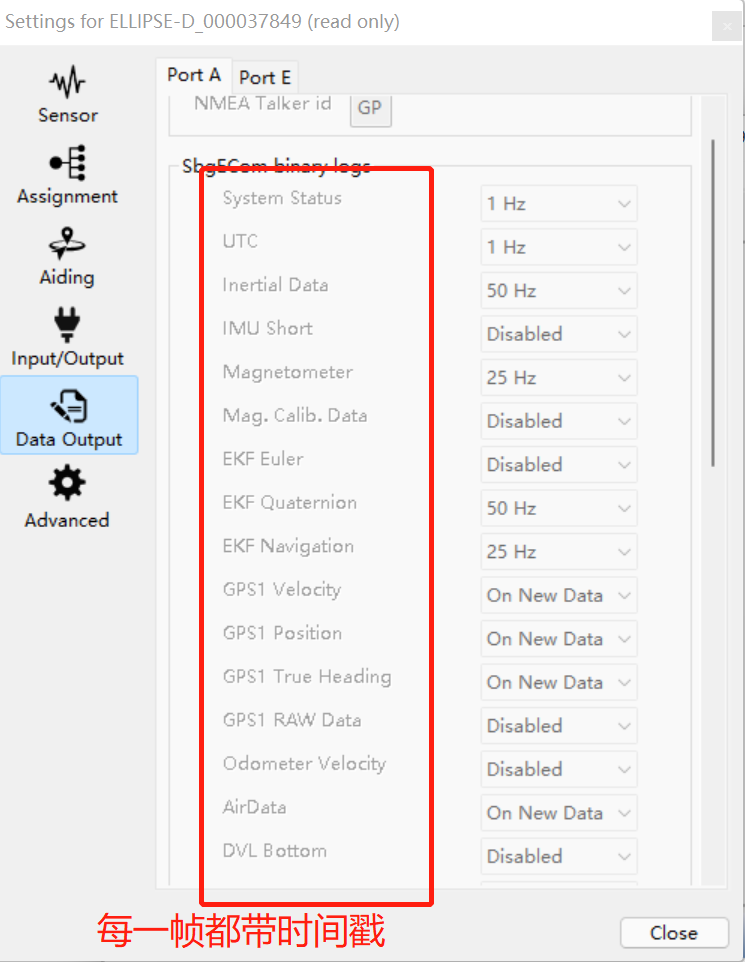 Settings for ELLIPSE-D_000037849 (read only)
Sensor
Assignment
Aiding
Input/Output
Data Output
Advanced
Port A
Port E
NMEA Talker id
GP
SbgECom binary logs
System Status
1 Hz
UTC
1 Hz
Inertial Data
50 Hz
IMU Short
Disabled
Magnetometer
25 Hz
Mag. Calib. Data
Disabled
EKF Euler
Disabled
EKF Quaternion
50 Hz
EKF Navigation
25 Hz
GPS1 Velocity
On New Data
GPS1 Position
On New Data
GPS1 True Heading
On New Data
GPS1 RAW Data
Disabled
Odometer Velocity
Disabled
AirData
On New Data
DVL Bottom
Disabled
每一帧都带时间戳
Close